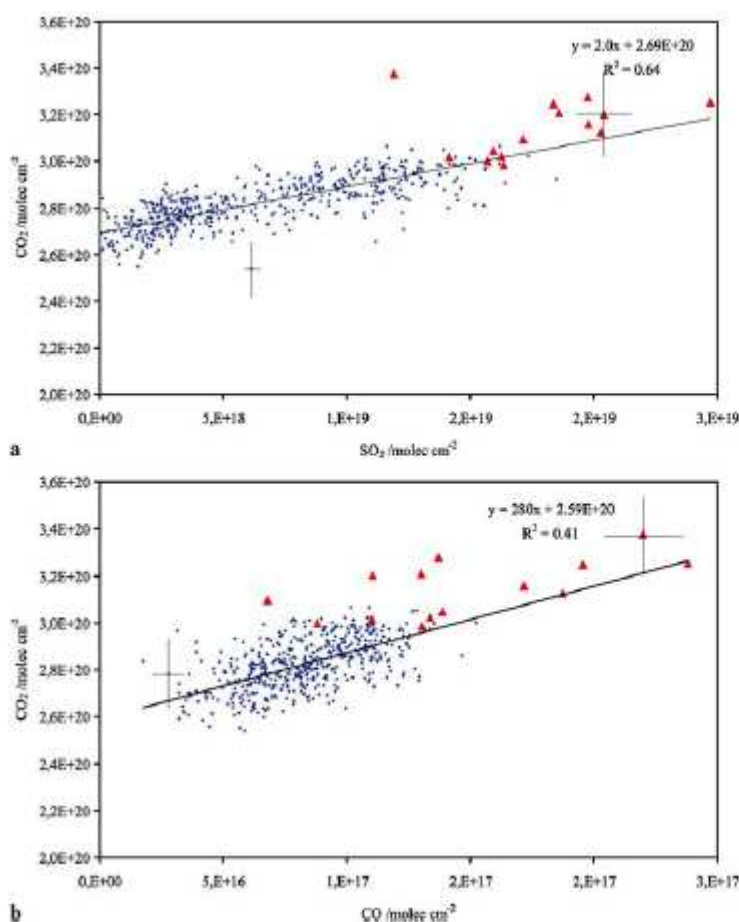 3,6E+20
3,4E+20
3,2E+20
3,0E+20
2,8E+20
2,6E+20
2,4E+20
2,2E+20
2,0E+20
CO₂ /molec cm⁻²
y = 2.0x + 2.69E+20
R² = 0.64
0,E+00 5,E+18 1,E+19 2,E+19 2,E+19 3,E+19
a
SO₂ /molec cm⁻²
3,6E+20
3,4E+20
3,2E+20
3,0E+20
2,8E+20
2,6E+20
2,4E+20
2,2E+20
2,0E+20
CO₂ /molec cm⁻²
y = 280x + 2.59E+20
R² = 0.41
0,E+00 5,E+16 1,E+17 2,E+17 2,E+17 3,E+17
b
CO /molec cm⁻²